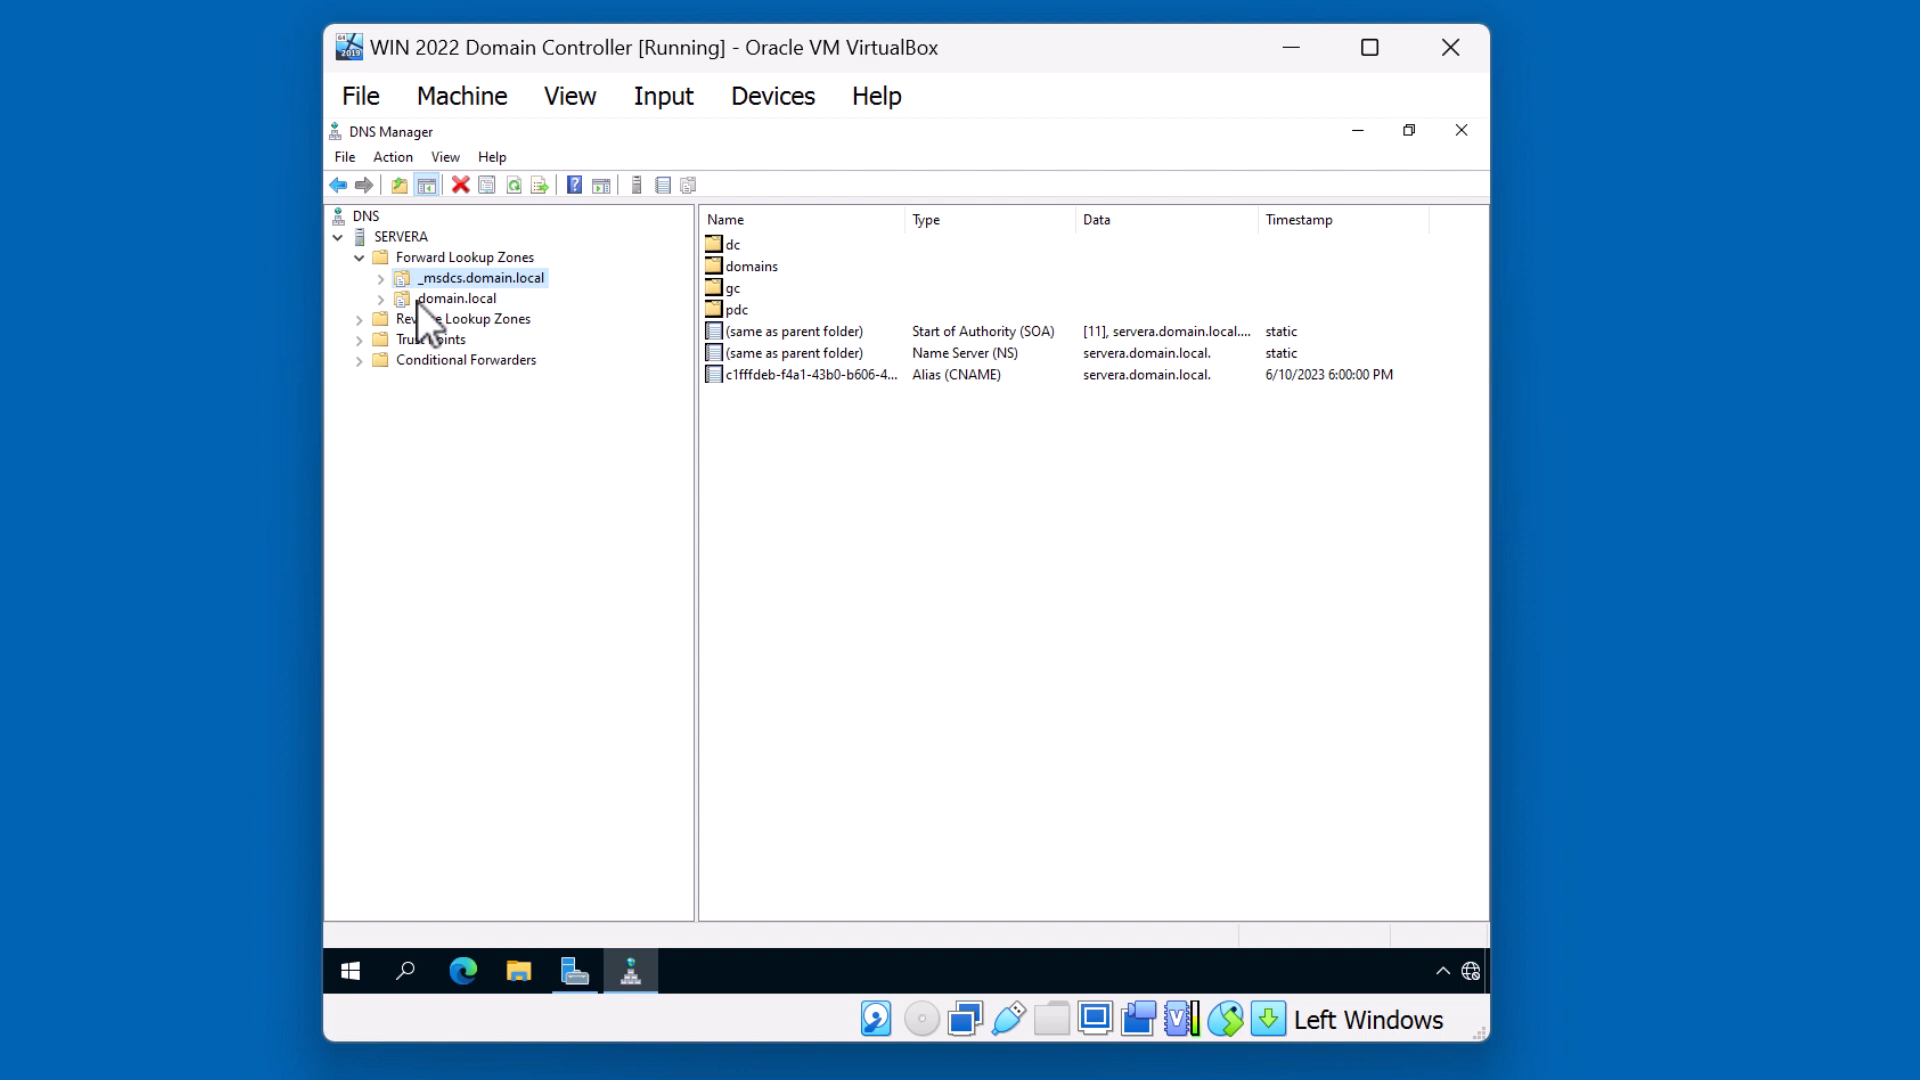 WIN 2022 Domain Controller [Running] - Oracle VM VirtualBox
File Machine View Input Devices Help
DNS Manager
File Action View Help
DNS
SERVERA
Forward Lookup Zones
_msdcs.domain.local
domain.local
Lookup Zones
Conditional Forwarders
Name Type Data Timestamp
dc
domains
gc
pdc
(same as parent folder) Start of Authority (SOA) [11], servera.domain.local.... static
(same as parent folder) Name Server (NS) servera.domain.local. static
c1fffdeb-f4a1-43b0-b606-4... Alias (CNAME) servera.domain.local. 6/10/2023 6:00:00 PM
Left Windows